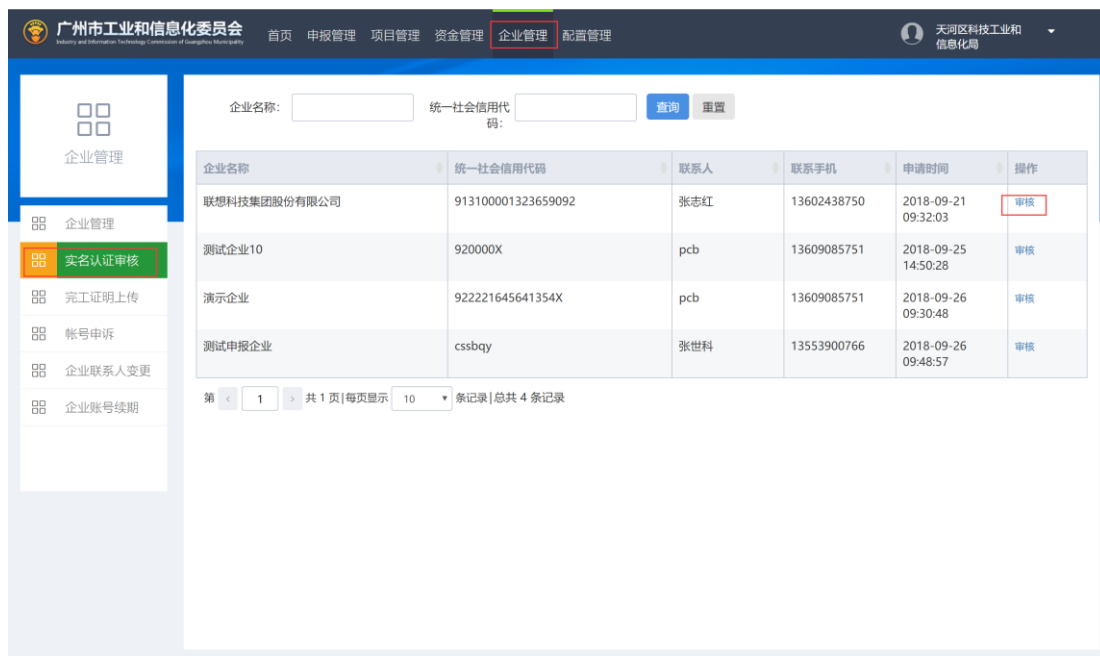 广州市工业和信息化委员会
Industry and Information Technology Commission of Guangzhou Municipality
首页 申报管理 项目管理 资金管理 企业管理 配置管理
天河区科技工业和
信息化局
企业管理
企业管理
实名认证审核
完工证明上传
帐号申诉
企业联系人变更
企业账号续期
企业名称: 统一社会信用代
码: 查询 重置
企业名称 统一社会信用代码 联系人 联系手机 申请时间 操作
联想科技集团股份有限公司 913100001323659092 张志红 13602438750 2018-09-21
09:32:03 审核
测试企业10 920000X pcb 13609085751 2018-09-25
14:50:28 审核
演示企业 922221645641354X pcb 13609085751 2018-09-26
09:30:48 审核
测试申报企业 cssbqy 张世科 13553900766 2018-09-26
09:48:57 审核
第 < 1 > 共 1 页|每页显示 10 条记录|总共 4 条记录